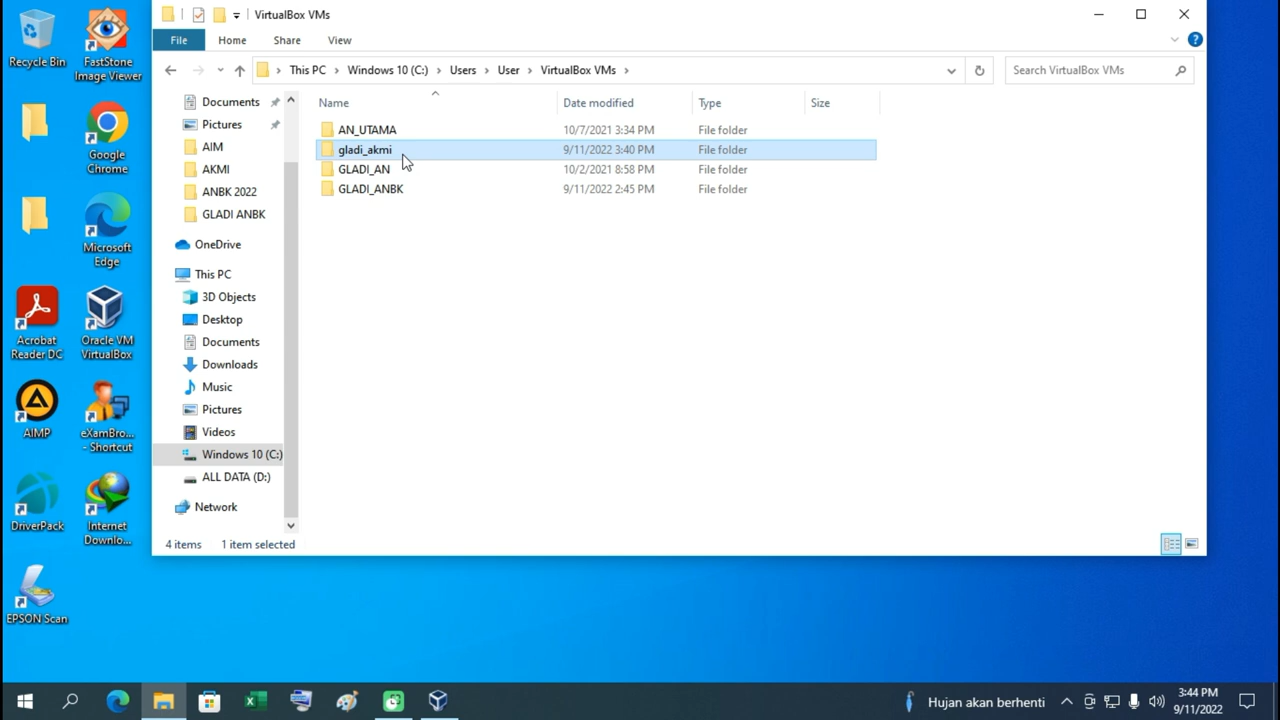 VirtualBox VMs
File Home Share View
This PC Windows 10 (C:) Users User VirtualBox VMs
Search VirtualBox VMs
Name Date modified Type Size
AN_UTAMA 10/7/2021 3:34 PM File folder
gladi_akmi 9/11/2022 3:40 PM File folder
GLADI_AN 10/2/2021 8:58 PM File folder
GLADI_ANBK 9/11/2022 2:45 PM File folder
Documents
Pictures
AIM
AKMI
ANBK 2022
GLADI ANBK
OneDrive
This PC
3D Objects
Desktop
Documents
Downloads
Music
Pictures
Videos
Windows 10 (C:)
ALL DATA (D:)
Network
4 items 1 item selected
Recycle Bin
FastStone
Image Viewer
Google
Chrome
Microsoft
Edge
Acrobat
Reader DC
Oracle VM
VirtualBox
AIMP
eXamBro...
- Shortcut
DriverPack
Internet
Downlo...
EPSON Scan
Hujan akan berhenti
3:44 PM
9/11/2022